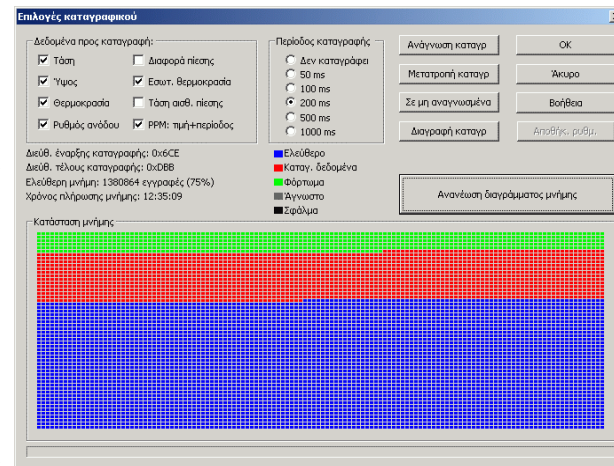 Επιλογές καταγραφικού
Δεδομένα προς καταγραφή:
Τάση
Διαφορά πίεσης
Ύψος
Εσωτ. θερμοκρασία
Θερμοκρασία
Τάση αισθ. πίεσης
Ρυθμός ανόδου
PPM: τιμή+περίοδος
Περίοδος καταγραφής
Δεν καταγράφει
50 ms
100 ms
200 ms
500 ms
1000 ms
Ανάγνωση καταγρ
OK
Μετατροπή καταγρ
Άκυρο
Σε μη αναγνωσμένα
Βοήθεια
Διαγραφή καταγρ
Αποθήκ. ρυθμ.
Διεύθ. έναρξης καταγραφής: 0x6CE
Διεύθ. τέλους καταγραφής: 0xDBB
Ελεύθερη μνήμη: 1380864 εγγραφές (75%)
Χρόνος πλήρωσης μνήμης: 12:35:09
Ελεύθερο
Καταγ. δεδομένα
Φόρτωμα
Άγνωστο
Σφάλμα
Ανανέωση διαγράμματος μνήμης
Κατάσταση μνήμης